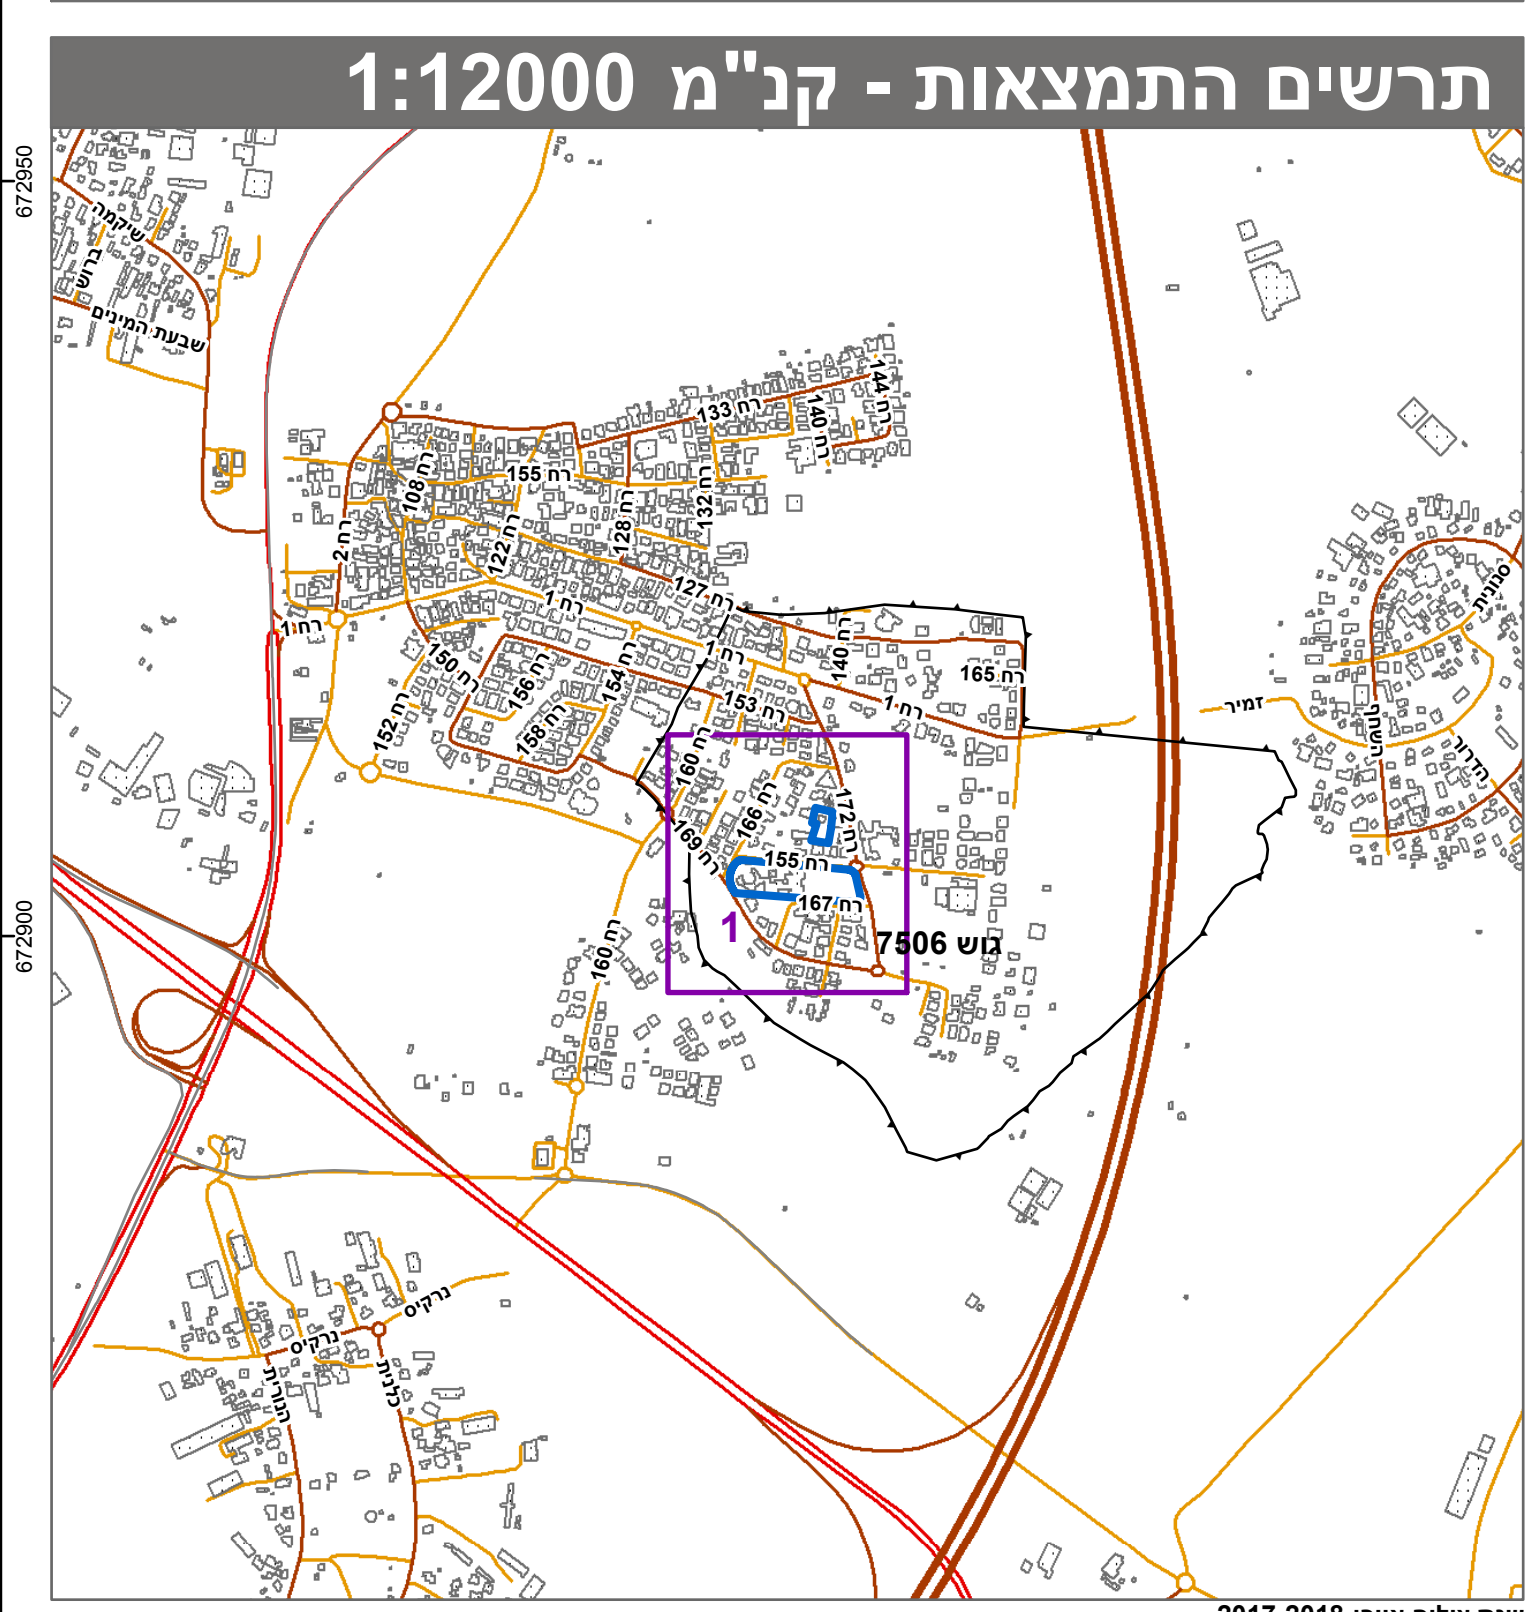 תרשים התמצאות - קנ"מ 1:12000
672950
שיקמה
ברוש
שבעת המינים
רח 144
רח 133
רח 140
רח 155
רח 108
רח 132
רח 128
רח 122
רח 2
רח 127
רח 1
רח 1
סנונית
רח 140
רח 1
רח 150
רח 154
רח 156
רח 165
זמיר
רח 153
רח 1
רח 152
רח 158
השחף
הדרור
רח 160
רח 166
רח 172
רח 169
רח 155
רח 167
1
גוש 7506
672900
רח 160
נרקיס
נרקיס
כלנית
הנורית